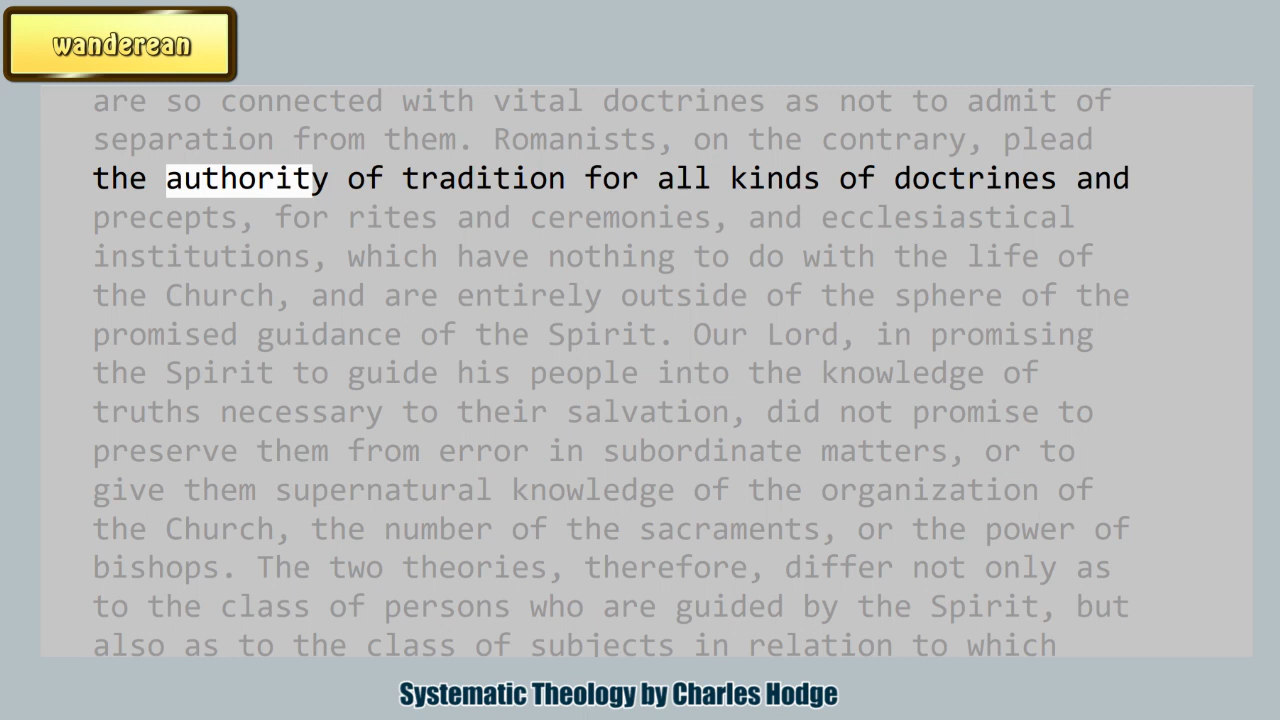 wanderean
are so connected with vital doctrines as not to admit of
separation from them. Romanists, on the contrary, plead
the authority of tradition for all kinds of doctrines and
precepts, for rites and ceremonies, and ecclesiastical
institutions, which have nothing to do with the life of
the Church, and are entirely outside of the sphere of the
promised guidance of the Spirit. Our Lord, in promising
the Spirit to guide his people into the knowledge of
truths necessary to their salvation, did not promise to
preserve them from error in subordinate matters, or to
give them supernatural knowledge of the organization of
the Church, the number of the sacraments, or the power of
bishops. The two theories, therefore, differ not only as
to the class of persons who are guided by the Spirit, but
also as to the class of subjects in relation to which
Systematic Theology by Charles Hodge